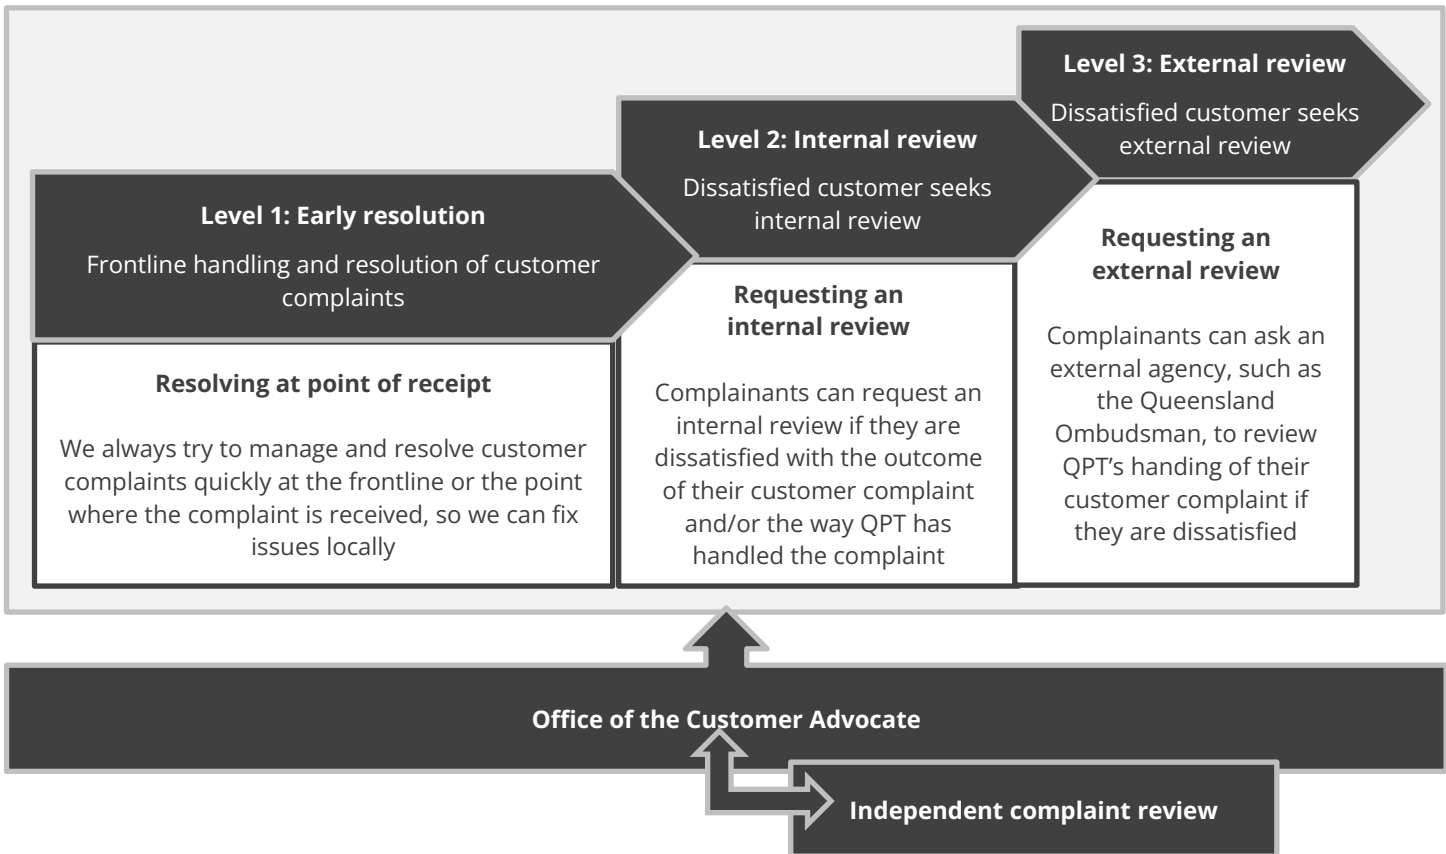 Level 1: Early resolution
Frontline handling and resolution of customer
complaints
Resolving at point of receipt
We always try to manage and resolve customer
complaints quickly at the frontline or the point
where the complaint is received, so we can fix
issues locally
Level 2: Internal review
Dissatisfied customer seeks
internal review
Requesting an
internal review
Complainants can request an
internal review if they are
dissatisfied with the outcome
of their customer complaint
and/or the way QPT has
handled the complaint
Level 3: External review
Dissatisfied customer seeks
external review
Requesting an
external review
Complainants can ask an
external agency, such as
the Queensland
Ombudsman, to review
QPT’s handing of their
customer complaint if
they are dissatisfied
Office of the Customer Advocate
Independent complaint review